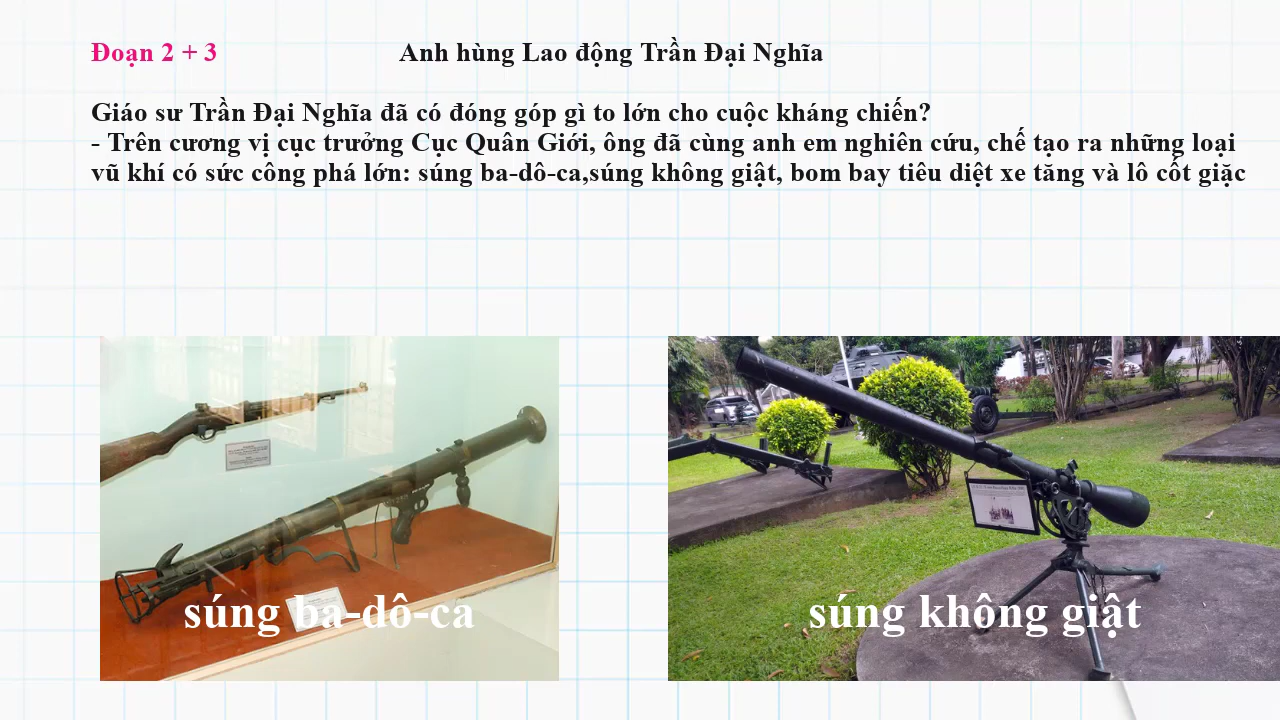 Đoạn 2 + 3 Anh hùng Lao động Trần Đại Nghĩa
Giáo sư Trần Đại Nghĩa đã có đóng góp gì to lớn cho cuộc kháng chiến?
- Trên cương vị cục trưởng Cục Quân Giới, ông đã cùng anh em nghiên cứu, chế tạo ra những loại
vũ khí có sức công phá lớn: súng ba-dô-ca,súng không giật, bom bay tiêu diệt xe tăng và lô cốt giặc
súng ba-dô-ca
súng không giật